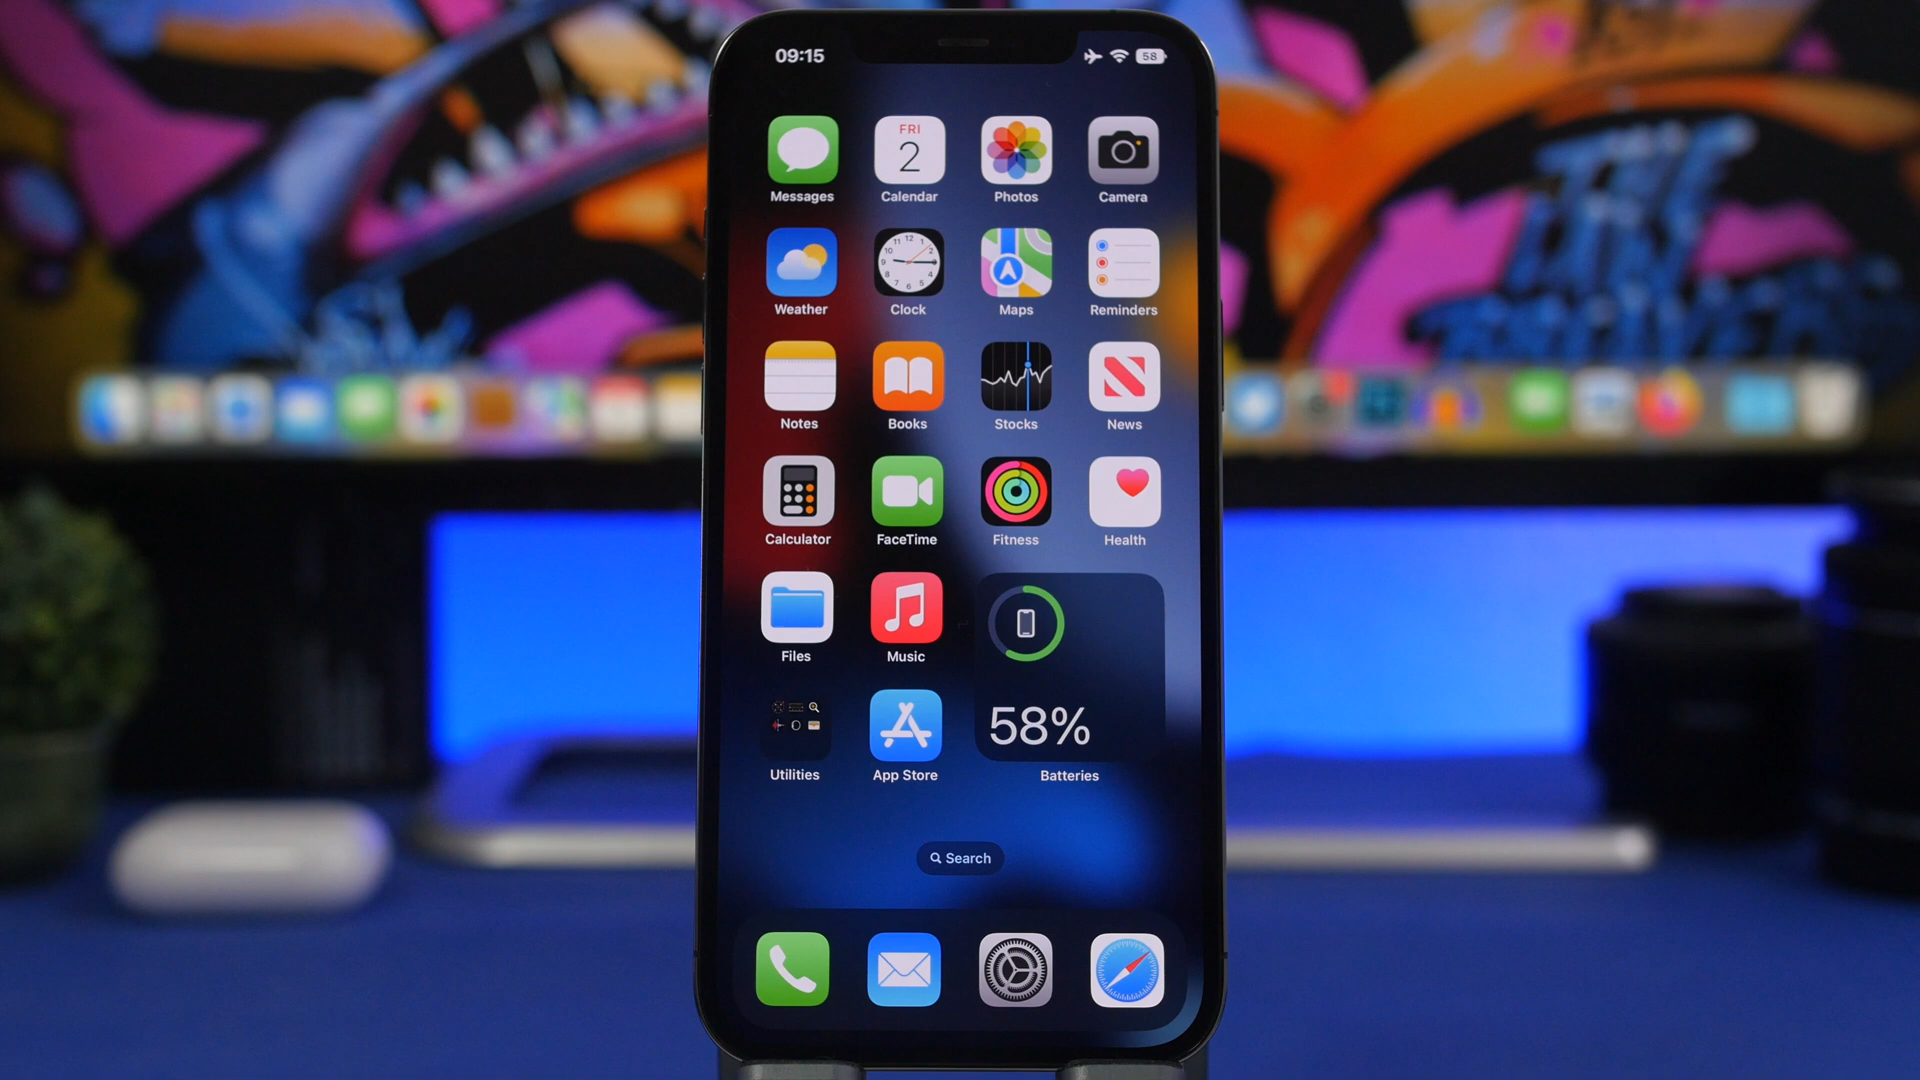 09:15 58
FRI
2
Messages Calendar Photos Camera
Weather Clock Maps Reminders
Notes Books Stocks News
Calculator FaceTime Fitness Health
Files Music
58%
Utilities App Store Batteries
Search